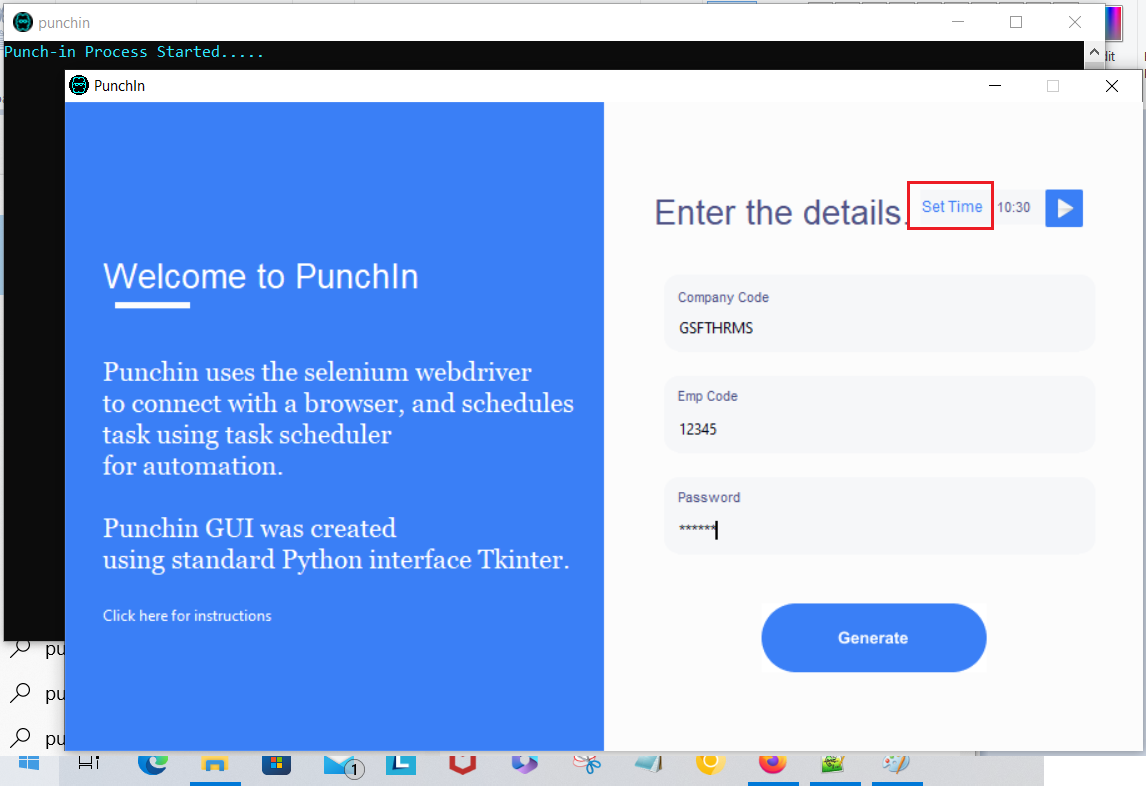 punchin
Punch-in Process Started.....
dit
PunchIn
Enter the details.
Set Time
10:30
Welcome to PunchIn
Company Code
GSFTHRMS
Punchin uses the selenium webdriver
to connect with a browser, and schedules
task using task scheduler
for automation.
Emp Code
12345
Password
******
Punchin GUI was created
using standard Python interface Tkinter.
Click here for instructions
Generate
pu
pu
pu
1